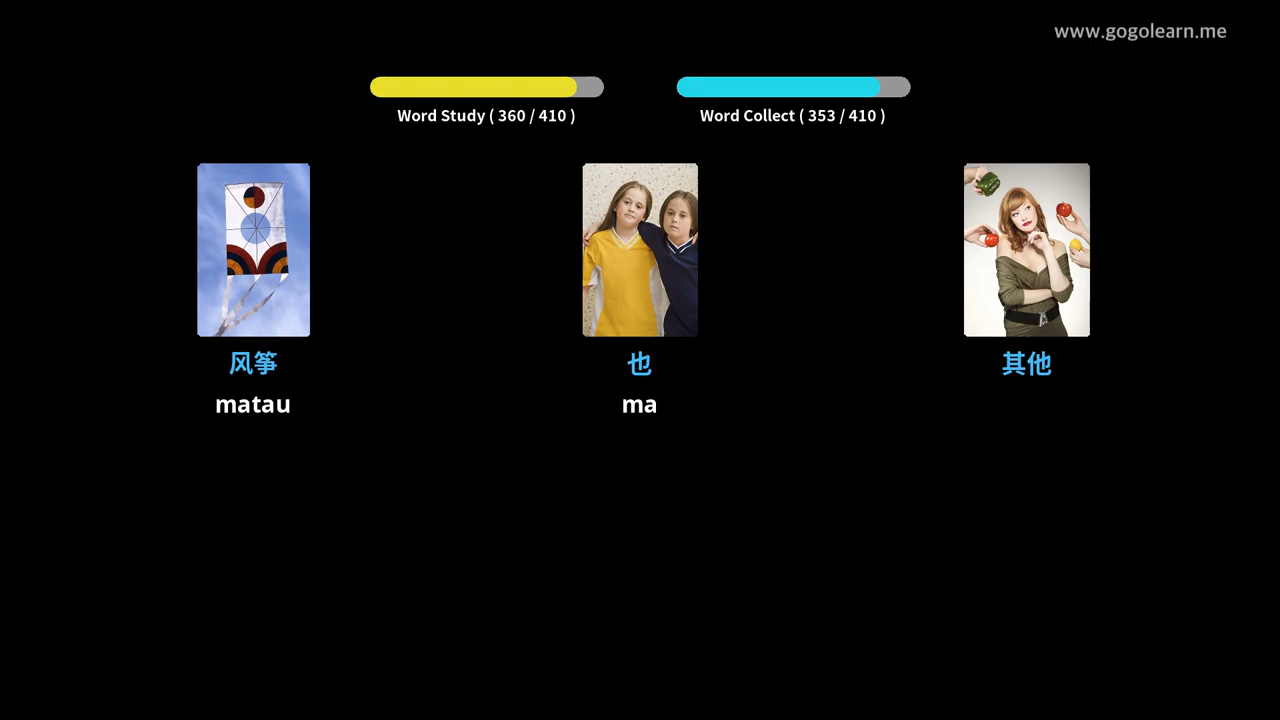 www.gogolearn.me
Word Study ( 360 / 410 )
Word Collect ( 353 / 410 )
风筝
也
其他
matau
ma